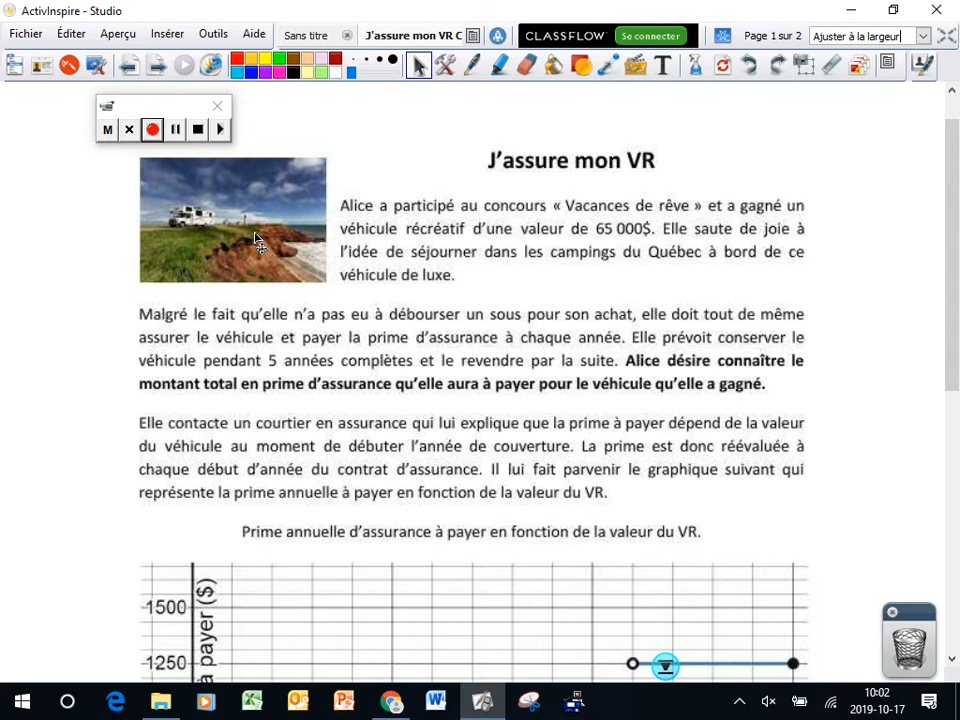 ActivInspire - Studio
Fichier Éditer Aperçu Insérer Outils Aide
Sans titre
J'assure mon VR C
CLASSFLOW Se connecter
Page 1 sur 2
Ajuster à la largeur
M
J'assure mon VR
Alice a participé au concours « Vacances de rêve » et a gagné un
véhicule récréatif d'une valeur de 65 000$. Elle saute de joie à
l'idée de séjourner dans les campings du Québec à bord de ce
véhicule de luxe.
Malgré le fait qu'elle n'a pas eu à débourser un sous pour son achat, elle doit tout de même
assurer le véhicule et payer la prime d'assurance à chaque année. Elle prévoit conserver le
véhicule pendant 5 années complètes et le revendre par la suite. Alice désire connaître le
montant total en prime d'assurance qu'elle aura à payer pour le véhicule qu'elle a gagné.
Elle contacte un courtier en assurance qui lui explique que la prime à payer dépend de la valeur
du véhicule au moment de débuter l'année de couverture. La prime est donc réévaluée à
chaque début d'année du contrat d'assurance. Il lui fait parvenir le graphique suivant qui
représente la prime annuelle à payer en fonction de la valeur du VR.
Prime annuelle d'assurance à payer en fonction de la valeur du VR.
à payer ($)
1500
1250
10:02
2019-10-17